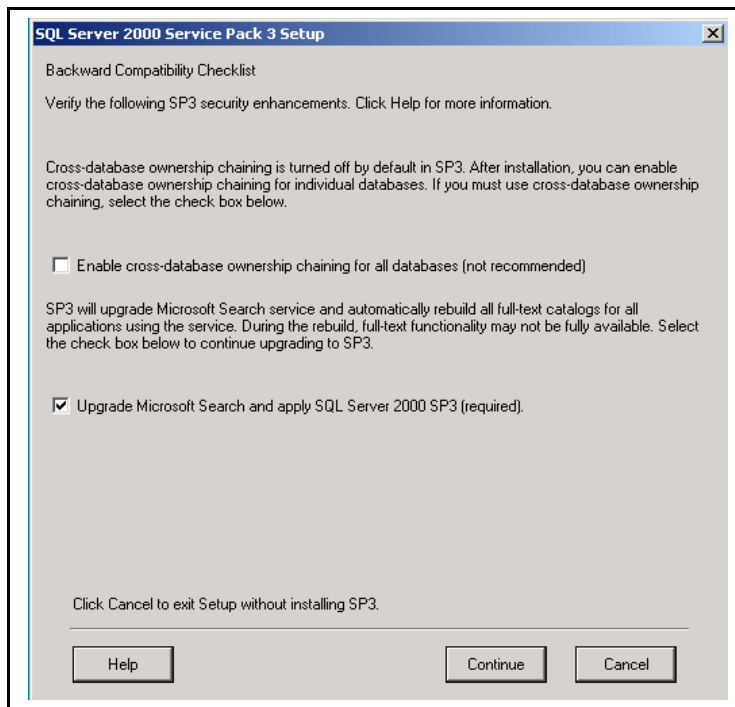 SQL Server 2000 Service Pack 3 Setup
Backward Compatibility Checklist
Verify the following SP3 security enhancements. Click Help for more information.
Cross-database ownership chaining is turned off by default in SP3. After installation, you can enable
cross-database ownership chaining for individual databases. If you must use cross-database ownership
chaining, select the check box below.
Enable cross-database ownership chaining for all databases (not recommended)
SP3 will upgrade Microsoft Search service and automatically rebuild all full-text catalogs for all
applications using the service. During the rebuild, full-text functionality may not be fully available. Select
the check box below to continue upgrading to SP3.
Upgrade Microsoft Search and apply SQL Server 2000 SP3 (required).
Click Cancel to exit Setup without installing SP3.
Help Continue Cancel